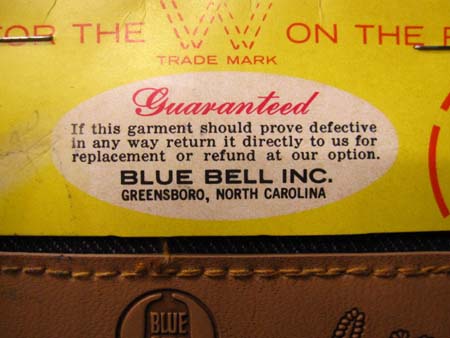 FOR THE W ON THE
TRADE MARK
Guaranteed
If this garment should prove defective
in any way return it directly to us for
replacement or refund at our option.
BLUE BELL INC.
GREENSBORO, NORTH CAROLINA
BLUE